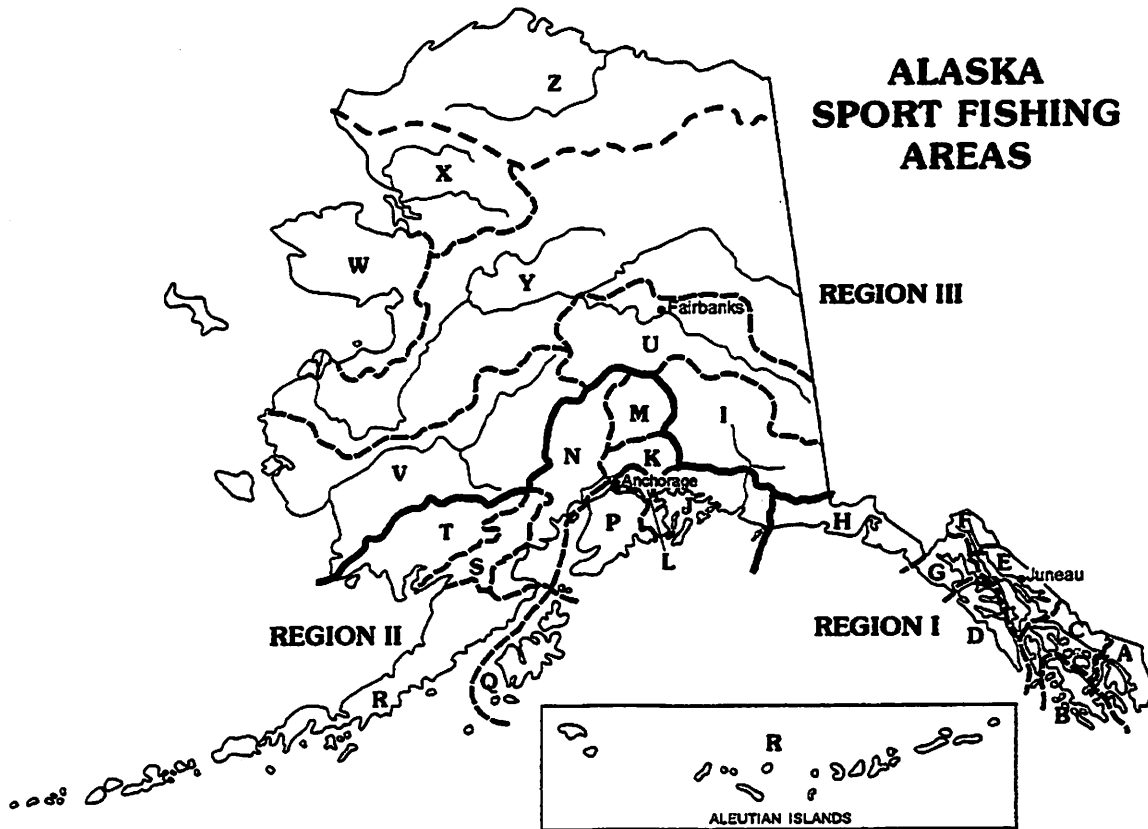 ALASKA
SPORT FISHING
AREAS
Z
X
W
Y
REGION III
Fairbanks
U
M
I
N
K
V
Anchorage
J
P
H
T
L
F
S
G
E
Juneau
REGION II
REGION I
D
C
A
Q
R
B
R
ALEUTIAN ISLANDS